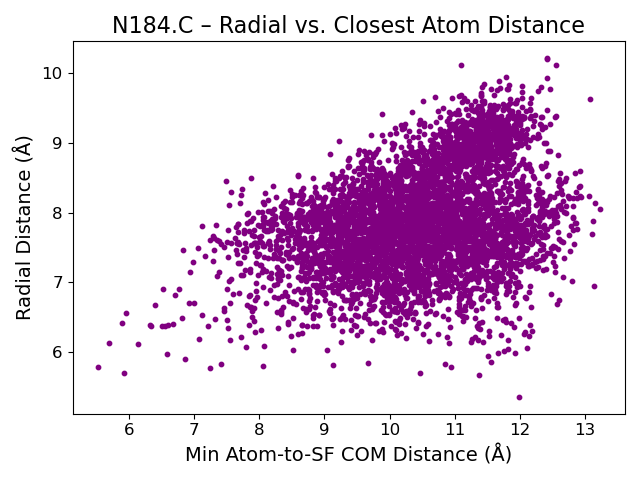 N184.C – Radial vs. Closest Atom Distance
Radial Distance (Å)
10
9
8
7
6
6 7 8 9 10 11 12 13
Min Atom-to-SF COM Distance (Å)